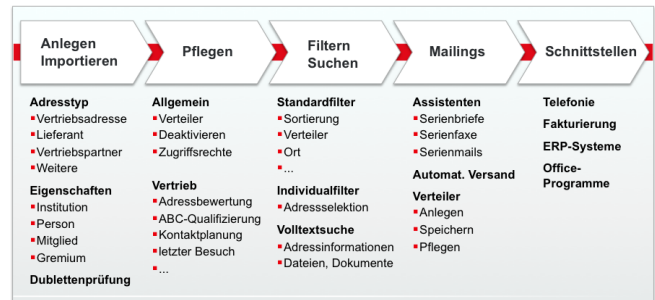 Anlegen
Importieren
Pflegen
Filtern
Suchen
Mailings
Schnittstellen
Adresstyp
▪Vertriebsadresse
▪Lieferant
▪Vertriebspartner
▪Weitere
Eigenschaften
▪Institution
▪Person
▪Mitglied
▪Gremium
Dublettenprüfung
Allgemein
▪Verteiler
▪Deaktivieren
▪Zugriffsrechte
Vertrieb
▪Adressbewertung
▪ABC-Qualifizierung
▪Kontaktplanung
▪letzter Besuch
▪...
Standardfilter
▪Sortierung
▪Verteiler
▪Ort
▪...
Individualfilter
▪Adressselektion
Volltextsuche
▪Adressinformationen
▪Dateien, Dokumente
Assistenten
▪Serienbriefe
▪Serienfaxe
▪Serienmails
Automat. Versand
Verteiler
▪Anlegen
▪Speichern
▪Pflegen
Telefonie
Fakturierung
ERP-Systeme
Office-
Programme